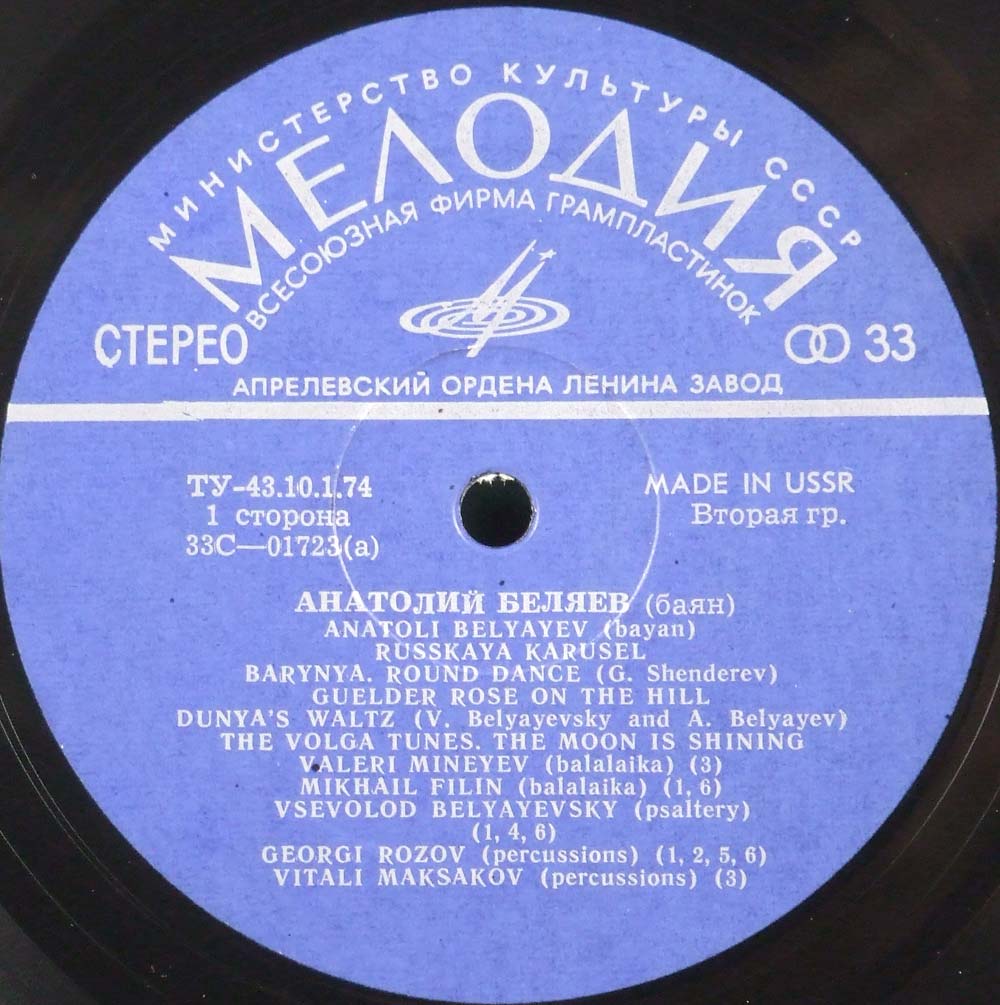 МИНИСТЕРСТВО КУЛЬТУРЫ СССР
МЕЛОДИЯ
ВСЕСОЮЗНАЯ ФИРМА ГРАМПЛАСТИНОК
СТЕРЕО
33
АПРЕЛЕВСКИЙ ОРДЕНА ЛЕНИНА ЗАВОД
ТУ-43.10.1.74
1 сторона
33С—01723(а)
MADE IN USSR
Вторая гр.
АНАТОЛИЙ БЕЛЯЕВ (баян)
ANATOLI BELYAYEV (bayan)
RUSSKAYA KARUSEL
BARYNYA. ROUND DANCE (G. Shenderev)
GUELDER ROSE ON THE HILL
DUNYA'S WALTZ (V. Belyayevsky and A. Belyayev)
THE VOLGA TUNES. THE MOON IS SHINING
VALERI MINEYEV (balalaika) (3)
MIKHAIL FILIN (balalaika) (1, 6)
VSEVOLOD BELYAYEVSKY (psaltery)
(1, 4, 6)
GEORGI ROZOV (percussions) (1, 2, 5, 6)
VITALI MAKSAKOV (percussions) (3)